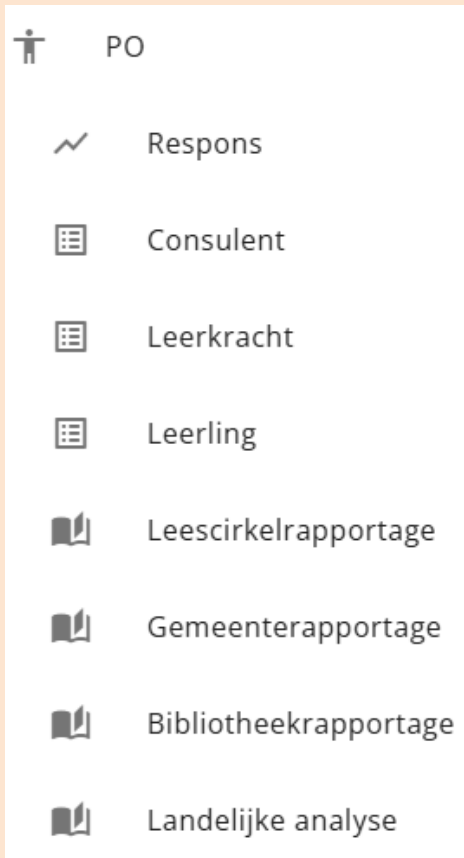 PO
Respons
Consulent
Leerkracht
Leerling
Leescirkelrapportage
Gemeenterapportage
Bibliotheekrapportage
Landelijke analyse